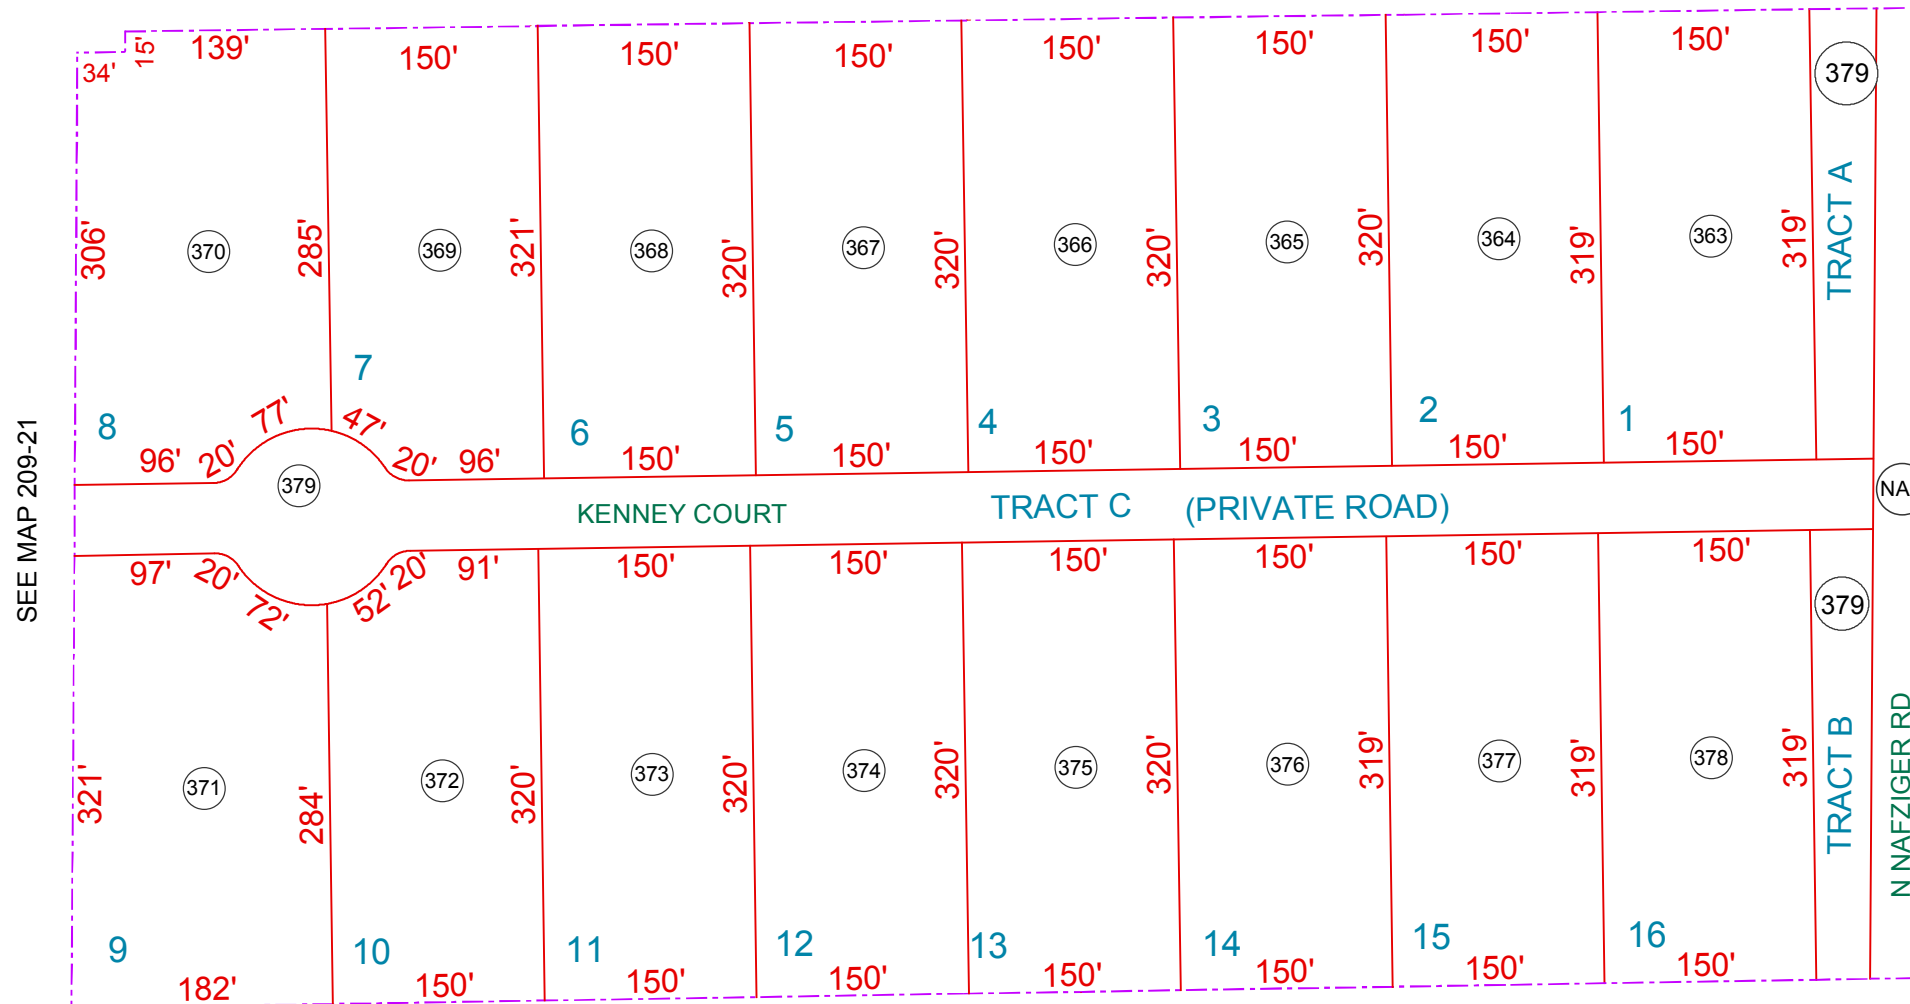 139' 150' 150' 150' 150' 150' 150' 150'
34' 15'
379
306' 370 285' 369 321' 368 320' 367 320' 366 320' 365 320' 364 319' 363 319' TRACT A
8 7 6 5 4 3 2 1
96' 20' 77' 47' 20' 96' 150' 150' 150' 150' 150' 150'
SEE MAP 209-21
379
KENNEY COURT TRACT C (PRIVATE ROAD)
NA
97' 20' 72' 52' 20' 91' 150' 150' 150' 150' 150' 150'
379
321' 371 284' 372 320' 373 320' 374 320' 375 320' 376 319' 377 319' 378 319' TRACT B
N NAFZIGER RD
9 10 11 12 13 14 15 16
182' 150' 150' 150' 150' 150' 150' 150'